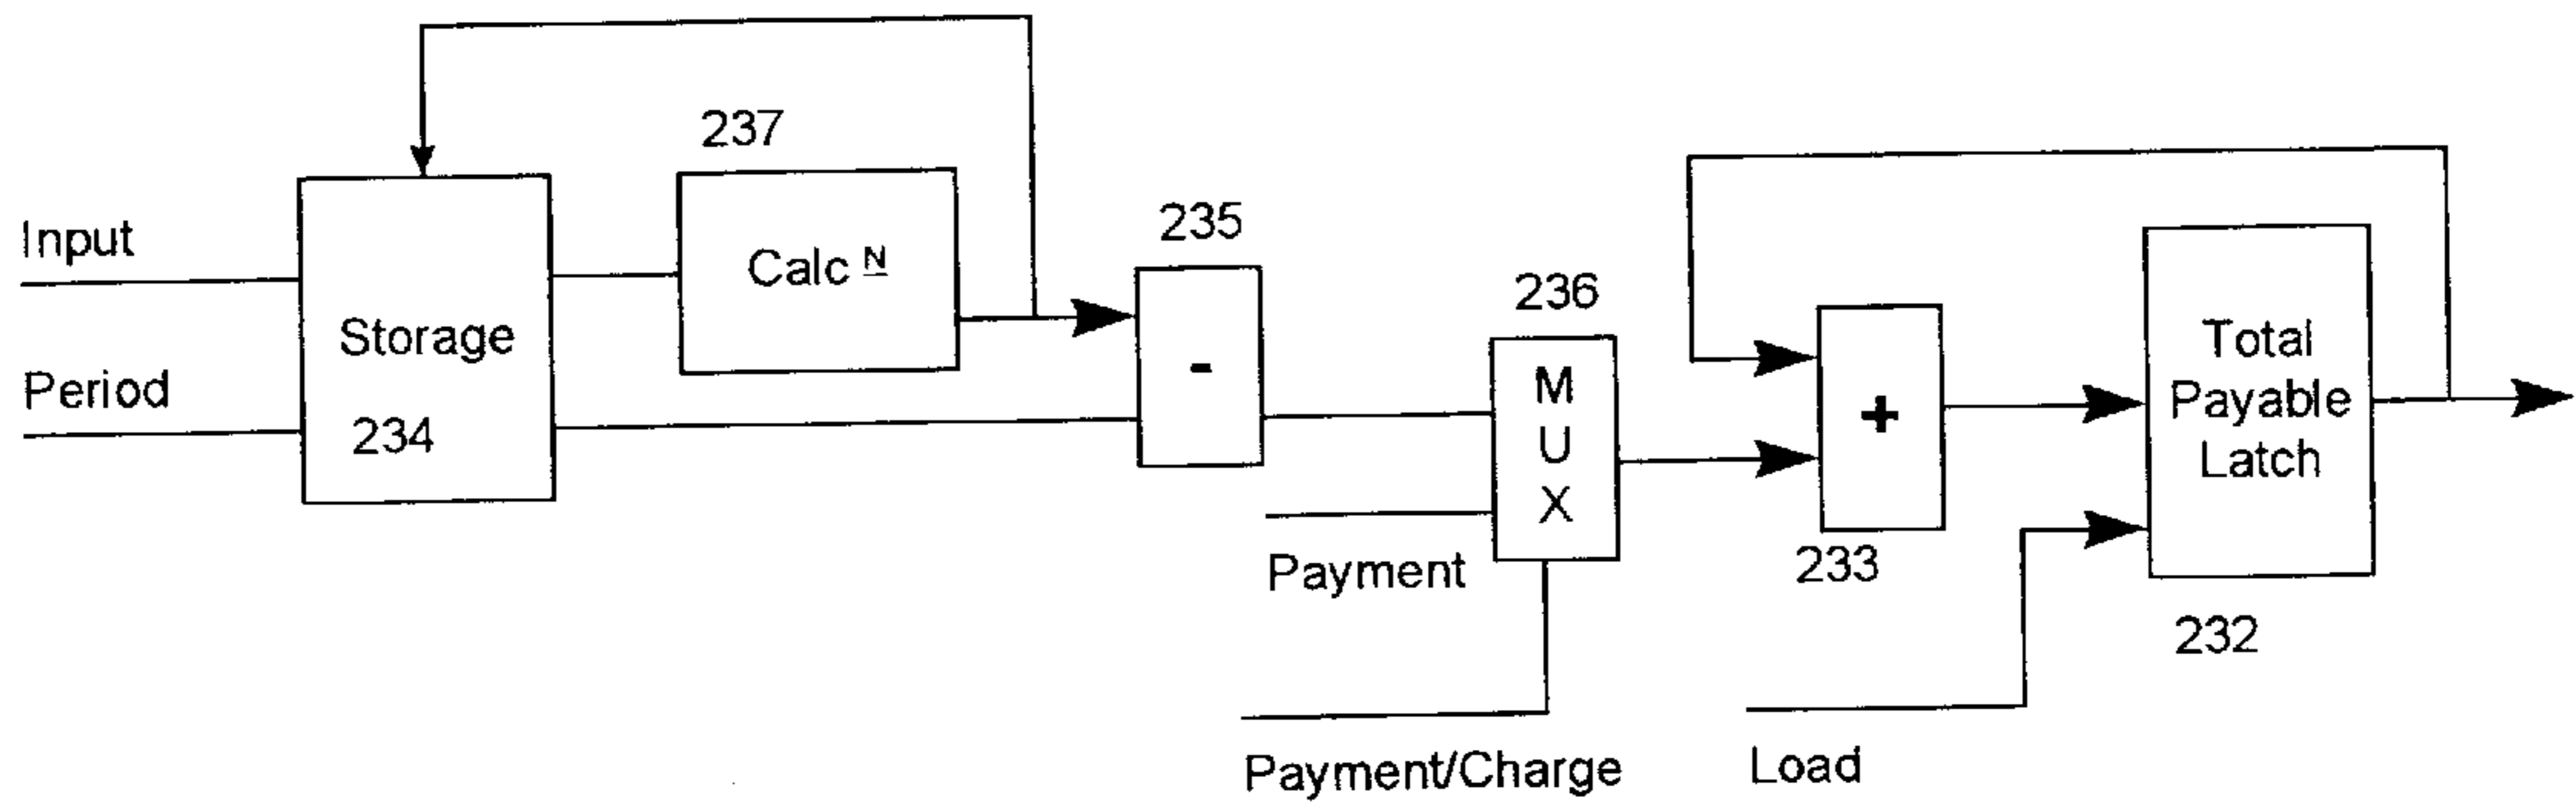 237
235
Input
Calc N
236
Storage
-
M
U
X
+
Total
Payable
Latch
Period
234
Payment
233
232
Payment/Charge
Load